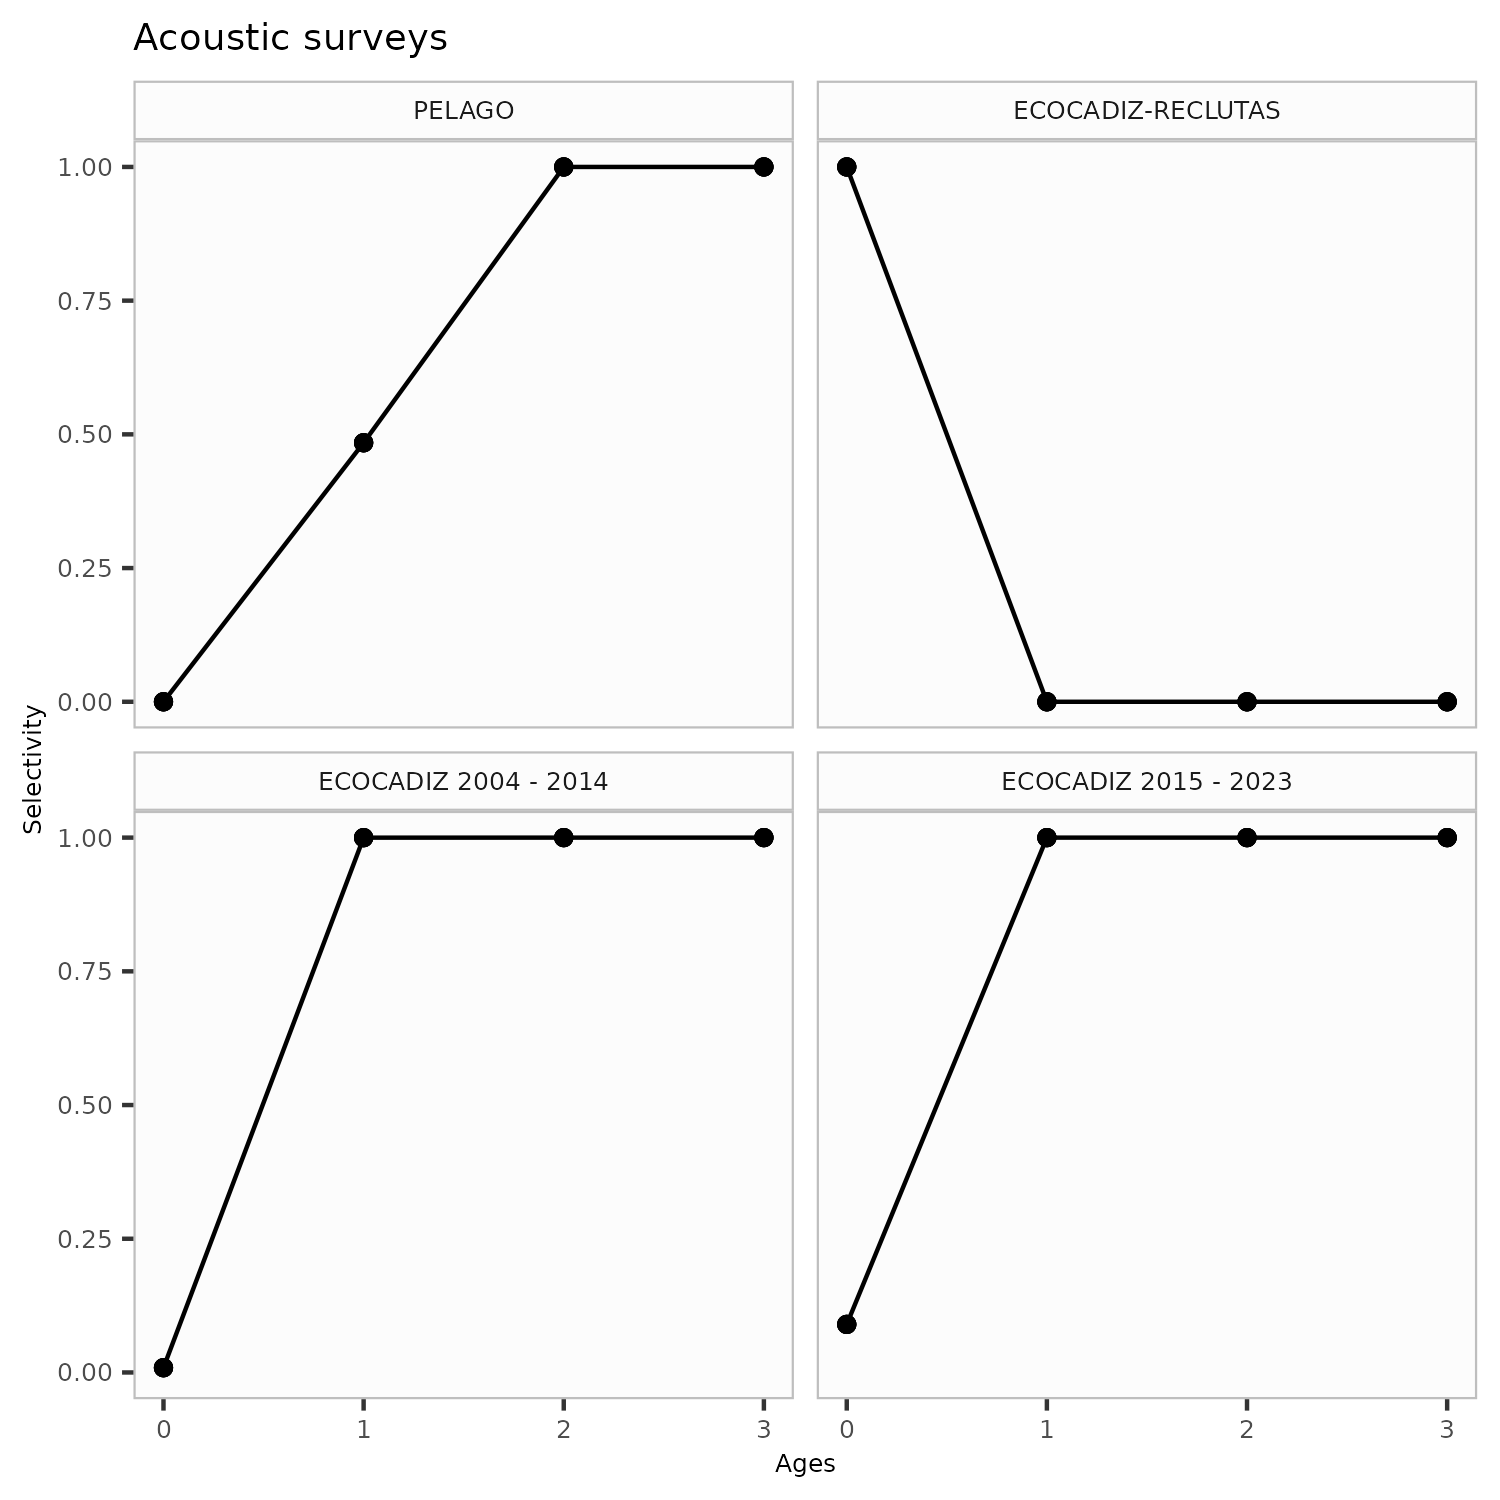 Acoustic surveys
PELAGO
ECOCADIZ-RECLUTAS
1.00
0.75
0.50
0.25
0.00
Selectivity
ECOCADIZ 2004 - 2014
ECOCADIZ 2015 - 2023
1.00
0.75
0.50
0.25
0.00
0 1 2 3 0 1 2 3
Ages